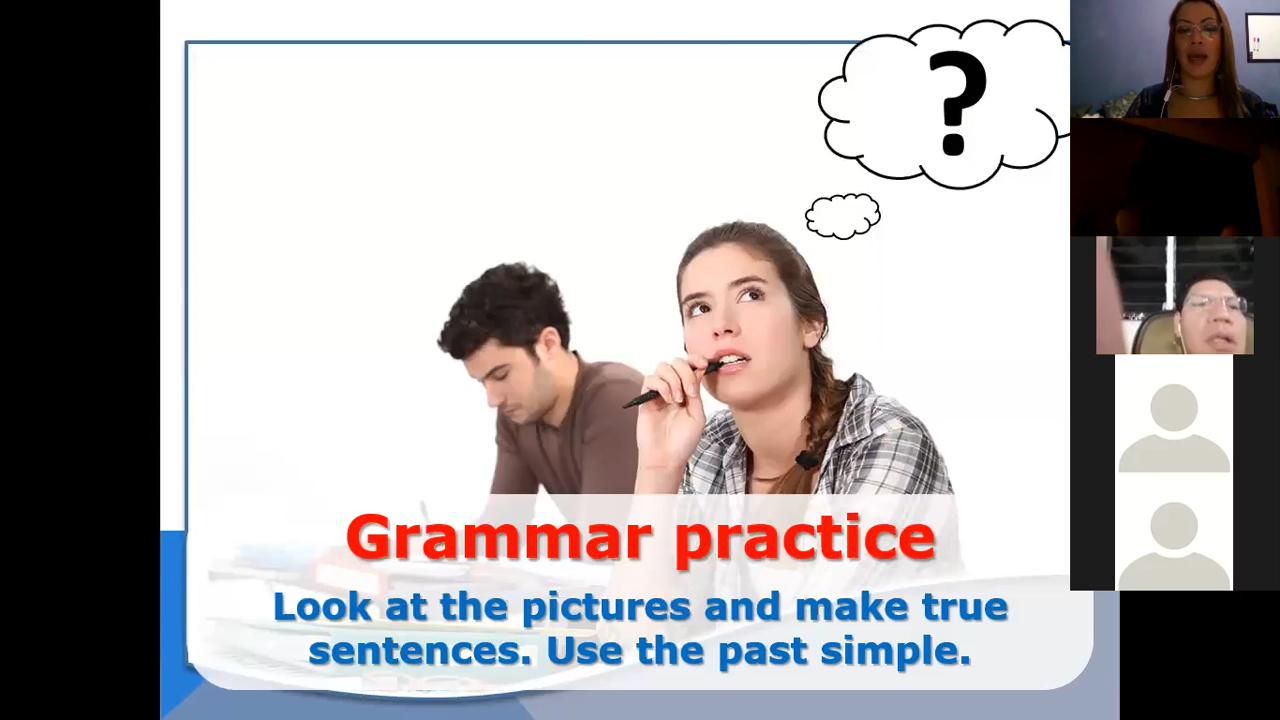 ?
Grammar practice
Look at the pictures and make true
sentences. Use the past simple.